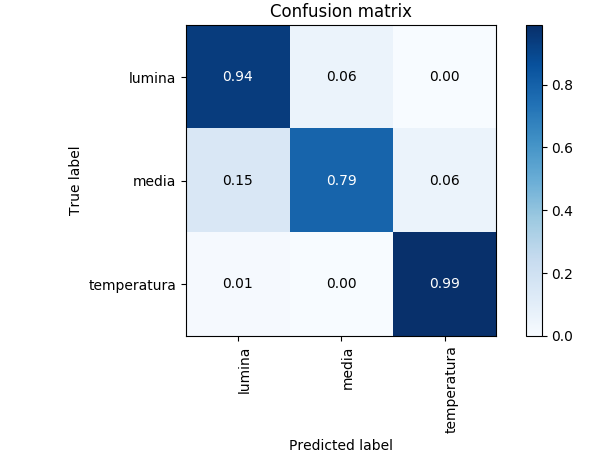 Confusion matrix
lumina 0.94 0.06 0.00
media 0.15 0.79 0.06
temperatura 0.01 0.00 0.99
lumina media temperatura
True label
Predicted label
0.8
0.6
0.4
0.2
0.0